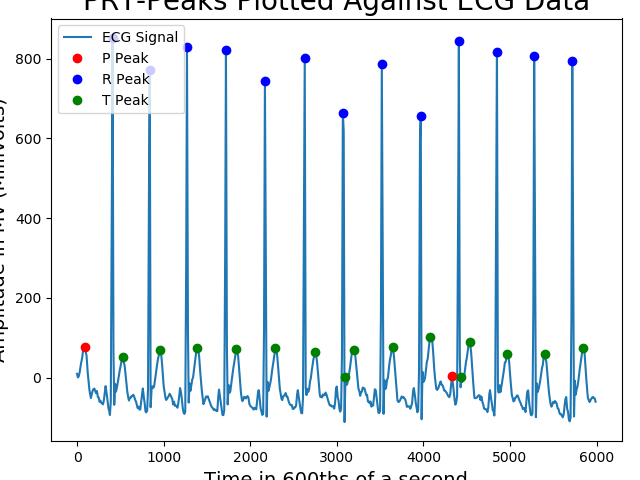 PRT-Peaks Plotted Against ECG Data
ECG Signal
P Peak
R Peak
T Peak
800
600
400
200
0
Amplitude in MV (Millivolts)
0 1000 2000 3000 4000 5000 6000
Time in 600ths of a second